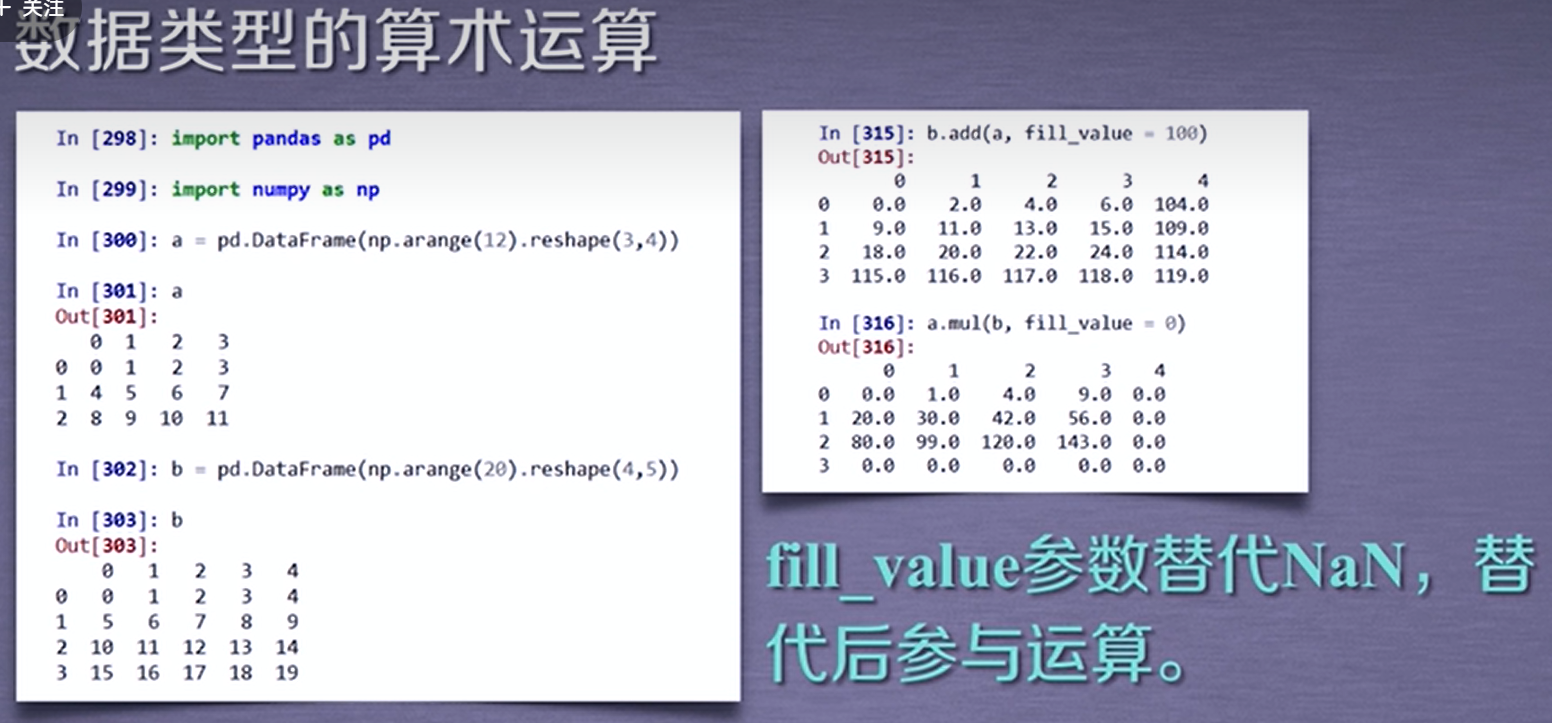 + 关注
数据类型的算术运算
In [298]: import pandas as pd
In [299]: import numpy as np
In [300]: a = pd.DataFrame(np.arange(12).reshape(3,4))
In [301]: a
Out[301]:
0 1 2 3
0 0 1 2 3
1 4 5 6 7
2 8 9 10 11
In [302]: b = pd.DataFrame(np.arange(20).reshape(4,5))
In [303]: b
Out[303]:
0 1 2 3 4
0 0 1 2 3 4
1 5 6 7 8 9
2 10 11 12 13 14
3 15 16 17 18 19
In [315]: b.add(a, fill_value = 100)
Out[315]:
0 1 2 3 4
0 0.0 2.0 4.0 6.0 104.0
1 9.0 11.0 13.0 15.0 109.0
2 18.0 20.0 22.0 24.0 114.0
3 115.0 116.0 117.0 118.0 119.0
In [316]: a.mul(b, fill_value = 0)
Out[316]:
0 1 2 3 4
0 0.0 1.0 4.0 9.0 0.0
1 20.0 30.0 42.0 56.0 0.0
2 80.0 99.0 120.0 143.0 0.0
3 0.0 0.0 0.0 0.0 0.0
fill_value参数替代NaN，替
代后参与运算。